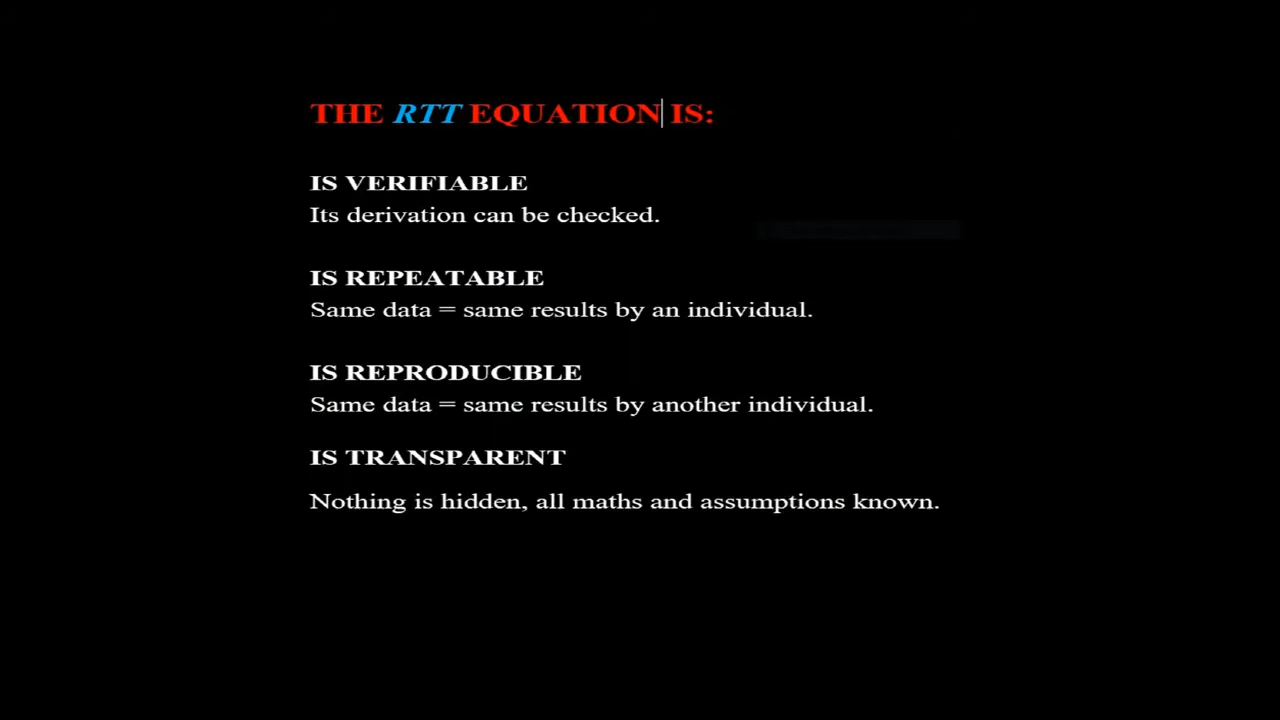 THE RTT EQUATION IS:
IS VERIFIABLE
Its derivation can be checked.
IS REPEATABLE
Same data = same results by an individual.
IS REPRODUCIBLE
Same data = same results by another individual.
IS TRANSPARENT
Nothing is hidden, all maths and assumptions known.